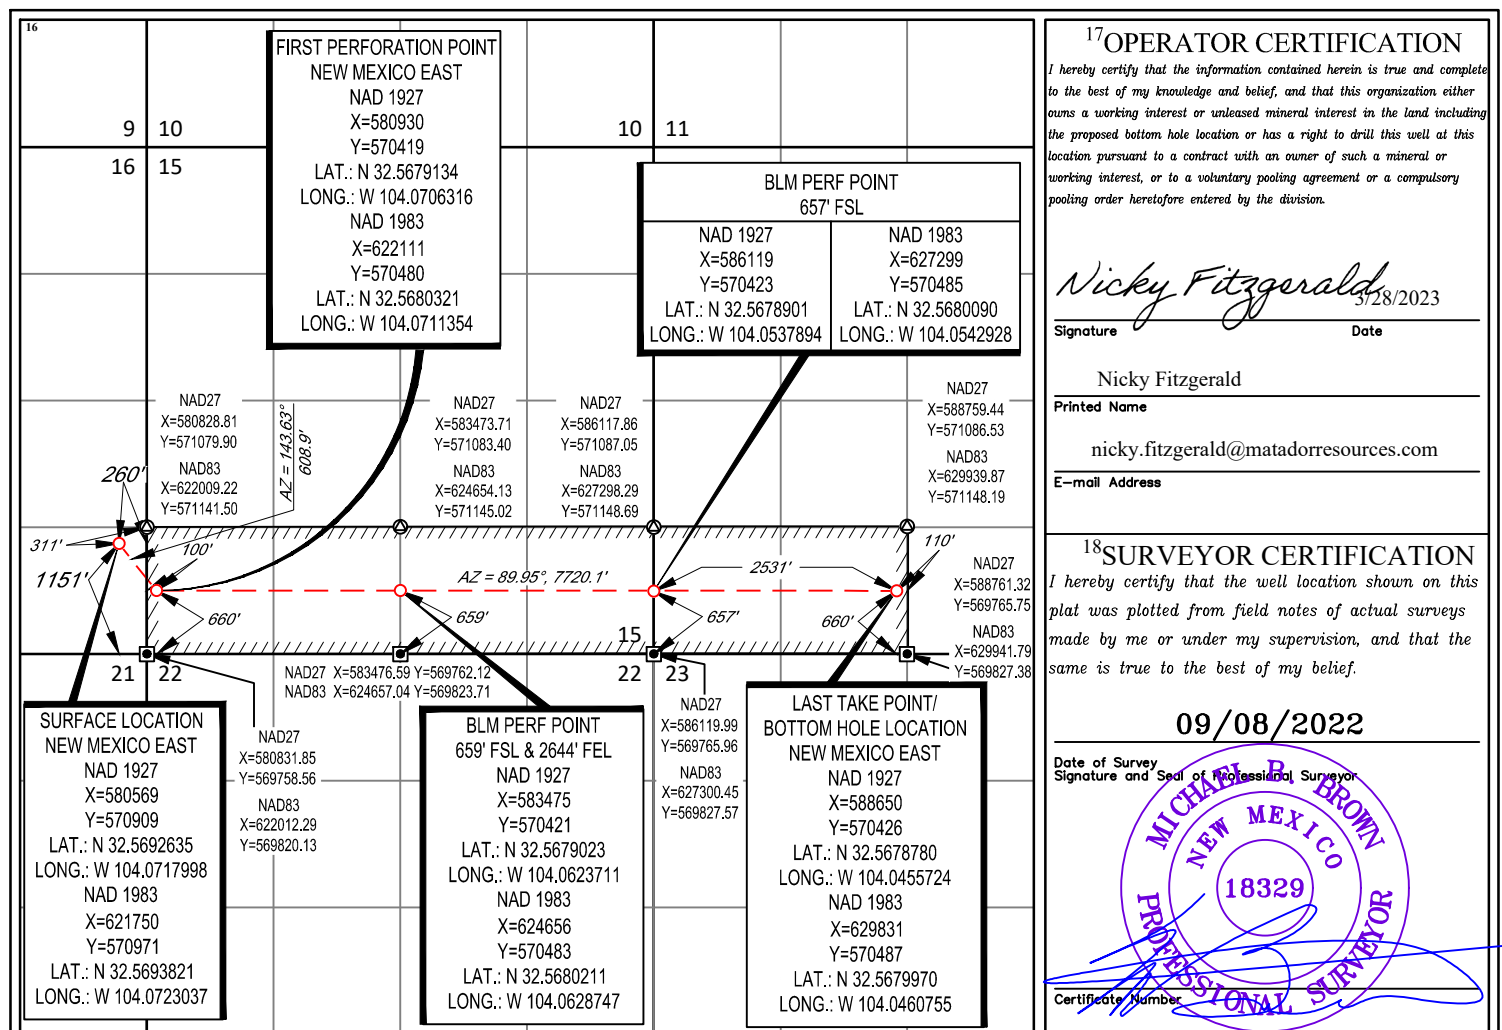 16
FIRST PERFORATION POINT
NEW MEXICO EAST
NAD 1927
X=580930
Y=570419
LAT.: N 32.5679134
LONG.: W 104.0706316
NAD 1983
X=622111
Y=570480
LAT.: N 32.5680321
LONG.: W 104.0711354
9 10
16 15
10 11
BLM PERF POINT
657' FSL
NAD 1927
X=586119
Y=570423
LAT.: N 32.5678901
LONG.: W 104.0537894
NAD 1983
X=627299
Y=570485
LAT.: N 32.5680090
LONG.: W 104.0542928
NAD27
X=580828.81
Y=571079.90
NAD83
X=622009.22
Y=571141.50
AZ = 143.63°
608.9'
NAD27
X=583473.71
Y=571083.40
NAD83
X=624654.13
Y=571145.02
NAD27
X=586117.86
Y=571087.05
NAD83
X=627298.29
Y=571148.69
NAD27
X=588759.44
Y=571086.53
NAD83
X=629939.87
Y=571148.19
260'
311'
1151'
100'
660'
AZ = 89.95°, 7720.1'
659'
2531'
657'
110'
660'
15
21 22
22 23
NAD27
X=588761.32
Y=569765.75
NAD83
X=629941.79
Y=569827.38
NAD27 X=583476.59 Y=569762.12
NAD83 X=624657.04 Y=569823.71
NAD27
X=580831.85
Y=569758.56
NAD83
X=622012.29
Y=569820.13
NAD27
X=586119.99
Y=569765.96
NAD83
X=627300.45
Y=569827.57
SURFACE LOCATION
NEW MEXICO EAST
NAD 1927
X=580569
Y=570909
LAT.: N 32.5692635
LONG.: W 104.0717998
NAD 1983
X=621750
Y=570971
LAT.: N 32.5693821
LONG.: W 104.0723037
BLM PERF POINT
659' FSL & 2644' FEL
NAD 1927
X=583475
Y=570421
LAT.: N 32.5679023
LONG.: W 104.0623711
NAD 1983
X=624656
Y=570483
LAT.: N 32.5680211
LONG.: W 104.0628747
LAST TAKE POINT/
BOTTOM HOLE LOCATION
NEW MEXICO EAST
NAD 1927
X=588650
Y=570426
LAT.: N 32.5678780
LONG.: W 104.0455724
NAD 1983
X=629831
Y=570487
LAT.: N 32.5679970
LONG.: W 104.0460755
17 OPERATOR CERTIFICATION
I hereby certify that the information contained herein is true and complete
to the best of my knowledge and belief, and that this organization either
owns a working interest or unleased mineral interest in the land including
the proposed bottom hole location or has a right to drill this well at this
location pursuant to a contract with an owner of such a mineral or
working interest, or to a voluntary pooling agreement or a compulsory
pooling order heretofore entered by the division.
Nicky Fitzgerald 3/28/2023
Signature Date
Nicky Fitzgerald
Printed Name
nicky.fitzgerald@matadorresources.com
E-mail Address
18 SURVEYOR CERTIFICATION
I hereby certify that the well location shown on this
plat was plotted from field notes of actual surveys
made by me or under my supervision, and that the
same is true to the best of my belief.
09/08/2022
Date of Survey
Signature and Seal of Professional Surveyor
MICHAEL B. BROWN
NEW MEXICO
18329
PROFESSIONAL SURVEYOR
Certificate Number